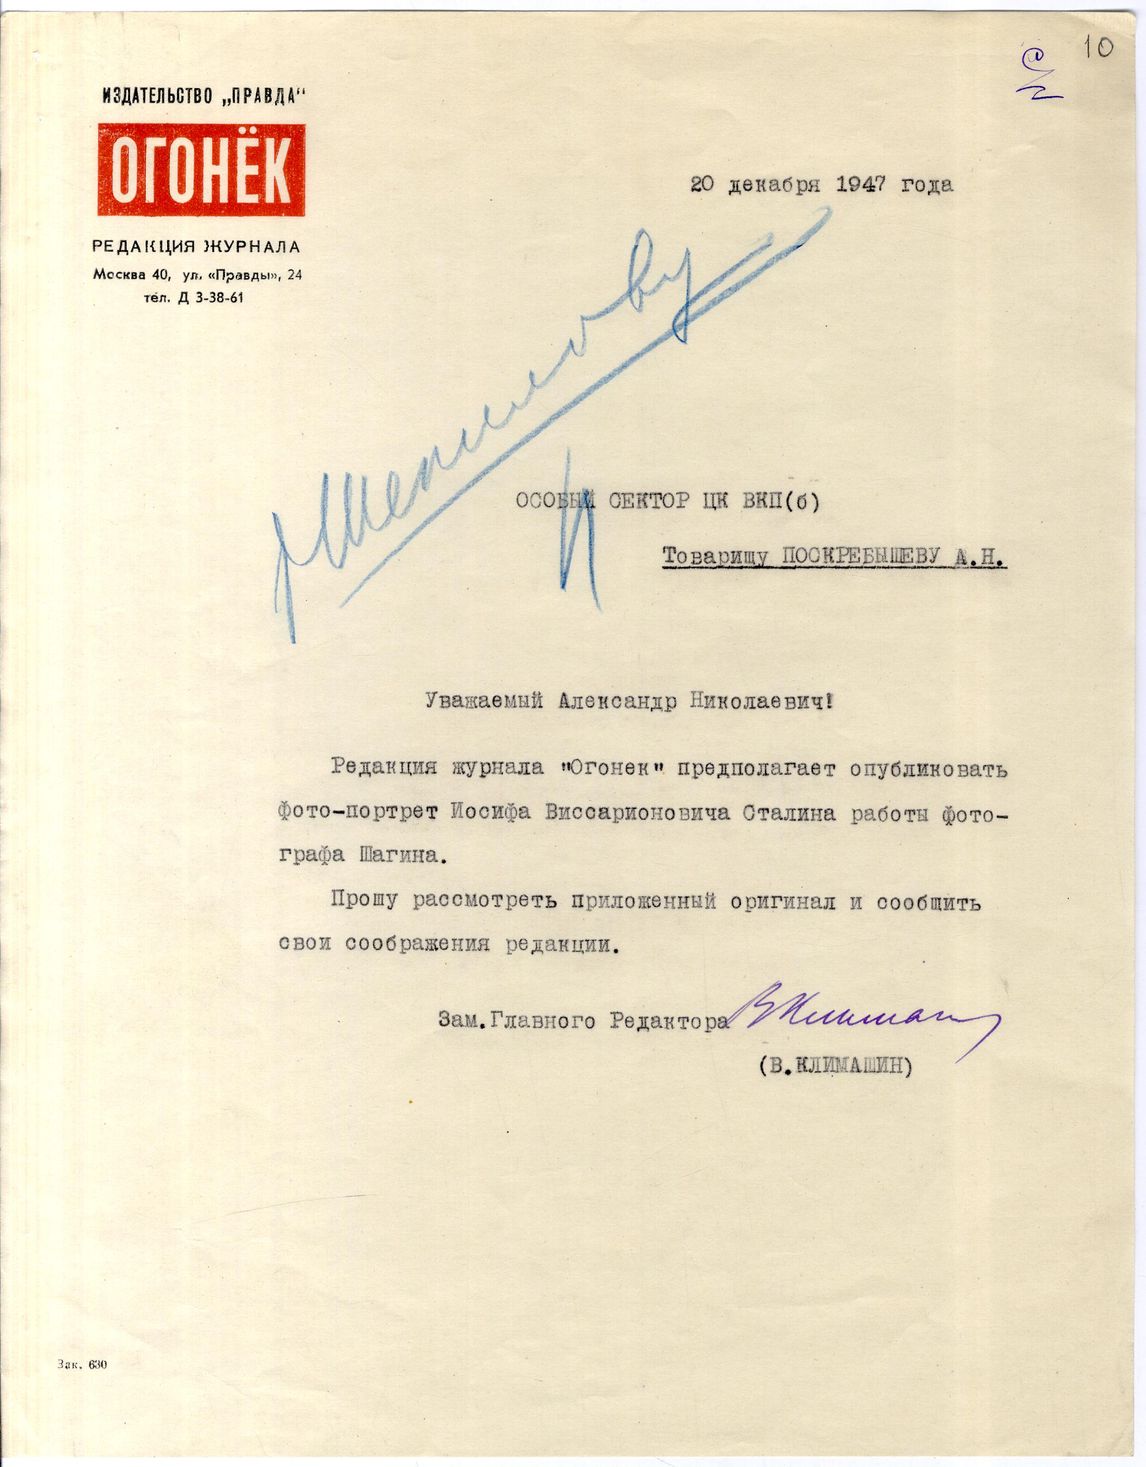 10
ИЗДАТЕЛЬСТВО „ПРАВДА“
ОГОНЁК
РЕДАКЦИЯ ЖУРНАЛА
Москва 40, ул. «Правды», 24
тел. Д 3-38-61
20 декабря 1947 года
Шепилову
ОСОБЫЙ СЕКТОР ЦК ВКП(б)
Товарищу ПОСКРЕБЫШЕВУ А.Н.
Уважаемый Александр Николаевич!
Редакция журнала "Огонек" предполагает опубликовать
фото-портрет Иосифа Виссарионовича Сталина работы фото-
графа Шагина.
Прошу рассмотреть приложенный оригинал и сообщить
свои соображения редакции.
Зам.Главного Редактора ВКлимашин
(В.КЛИМАШИН)
Зак. 630